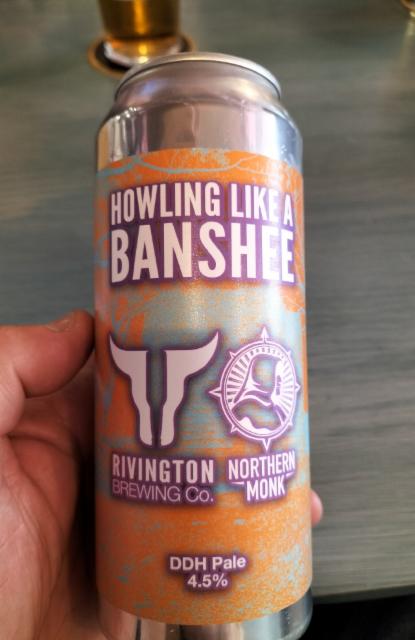 HOWLING LIKE A
BANSHEE
RIVINGTON
BREWING Co.
NORTHERN
MONK
DDH Pale
4.5%